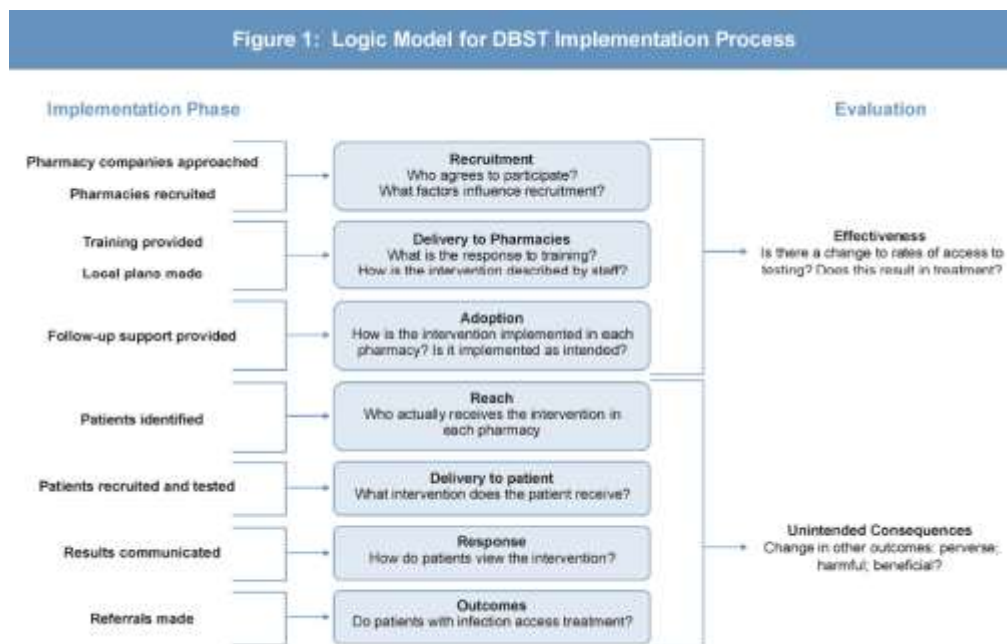 Figure 1: Logic Model for DBST Implementation Process
Implementation Phase
Evaluation
Pharmacy companies approached
Pharmacies recruited
Recruitment
Who agrees to participate?
What factors influence recruitment?
Training provided
Local plans made
Delivery to Pharmacies
What is the response to training?
How is the intervention described by staff?
Follow-up support provided
Adoption
How is the intervention implemented in each
pharmacy? Is it implemented as intended?
Effectiveness
Is there a change to rates of access to
testing? Does this result in treatment?
Patients identified
Reach
Who actually receives the intervention in
each pharmacy
Patients recruited and tested
Delivery to patient
What intervention does the patient receive?
Results communicated
Response
How do patients view the intervention?
Referrals made
Outcomes
Do patients with infection access treatment?
Unintended Consequences
Change in other outcomes: perverse;
harmful; beneficial?